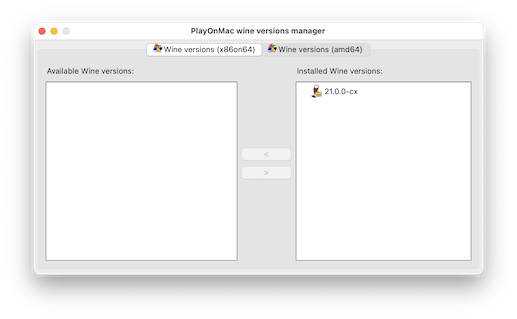 PlayOnMac wine versions manager
Wine versions (x86on64) Wine versions (amd64)
Available Wine versions: Installed Wine versions:
21.0.0-cx
<
>